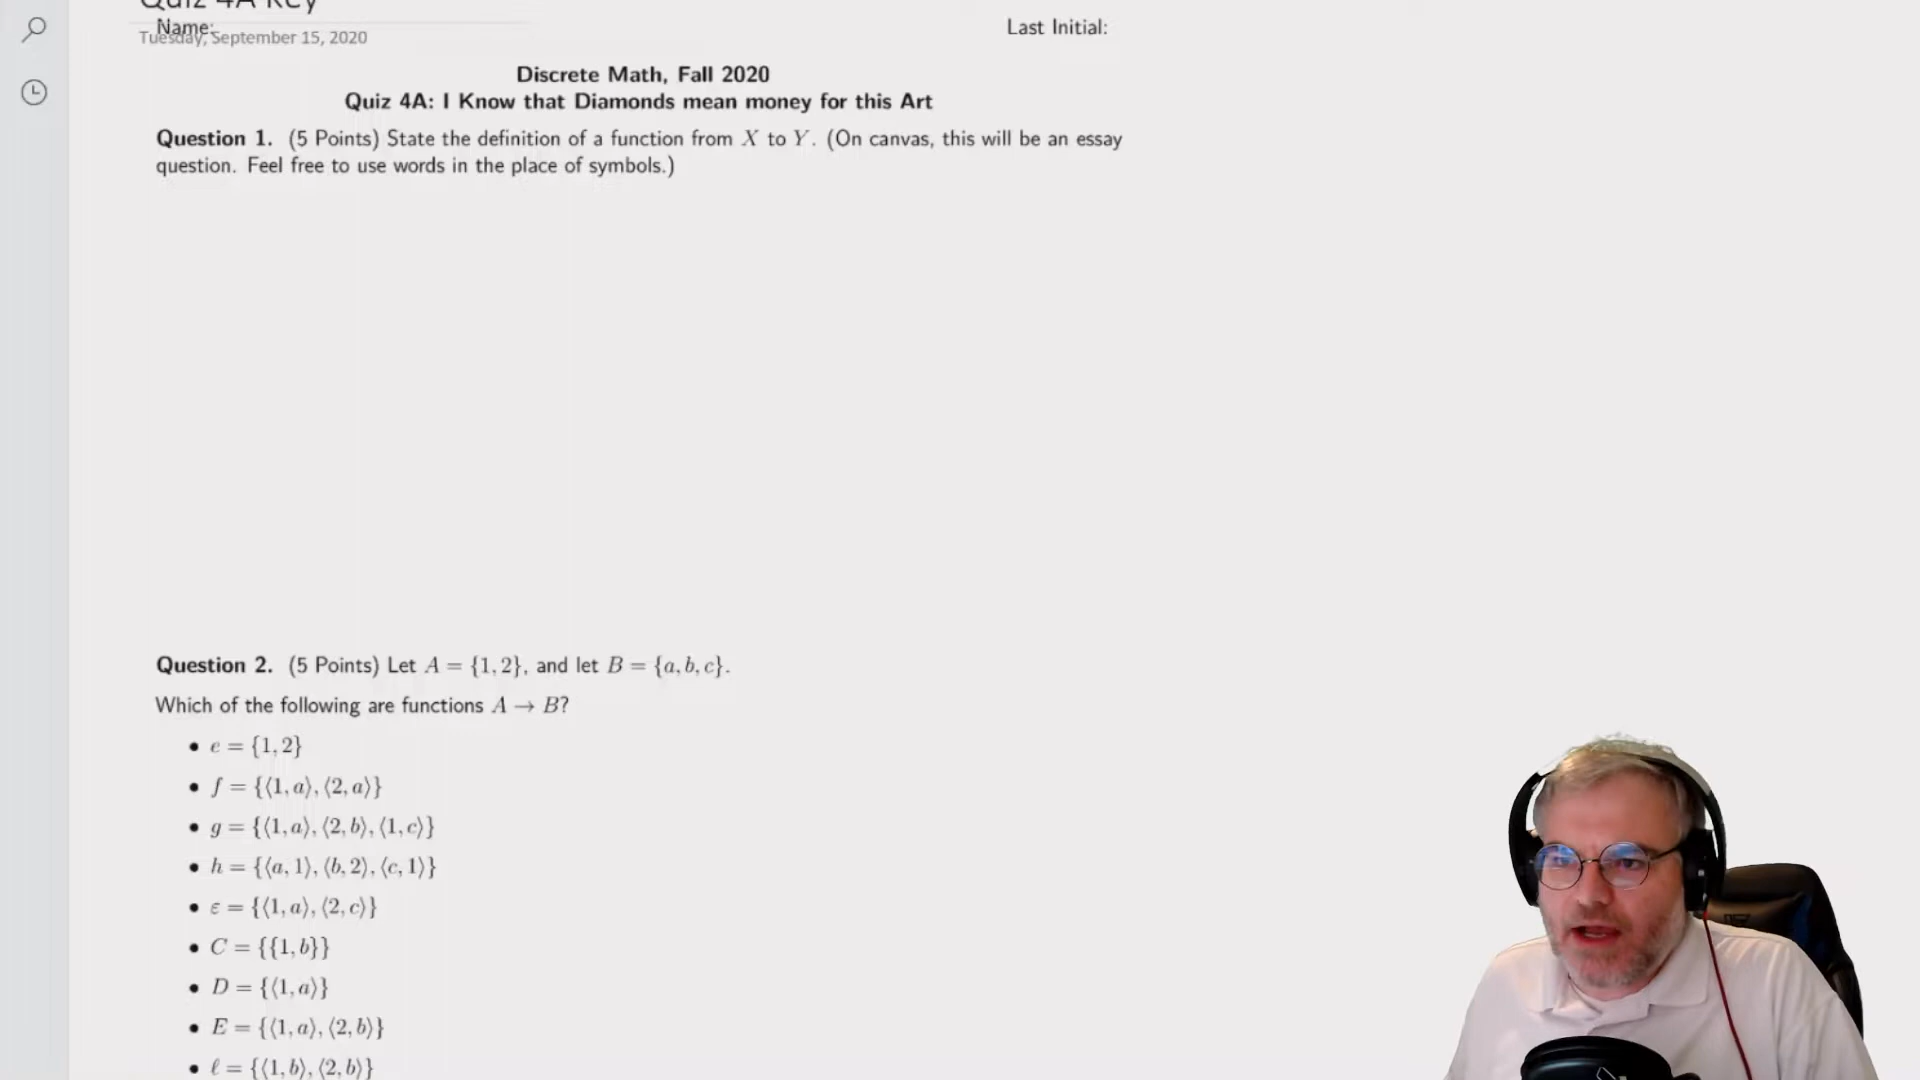 Quiz 4A Key
Name:
Last Initial:
Tuesday, September 15, 2020
Discrete Math, Fall 2020
Quiz 4A: I Know that Diamonds mean money for this Art
Question 1. (5 Points) State the definition of a function from X to Y. (On canvas, this will be an essay
question. Feel free to use words in the place of symbols.)
Question 2. (5 Points) Let A = {1, 2}, and let B = {a, b, c}.
Which of the following are functions A → B?
• e = {1, 2}
• f = {⟨1, a⟩, ⟨2, a⟩}
• g = {⟨1, a⟩, ⟨2, b⟩, ⟨1, c⟩}
• h = {⟨a, 1⟩, ⟨b, 2⟩, ⟨c, 1⟩}
• ε = {⟨1, a⟩, ⟨2, c⟩}
• C = {{1, b}}
• D = {⟨1, a⟩}
• E = {⟨1, a⟩, ⟨2, b⟩}
• ℓ = {⟨1, b⟩, ⟨2, b⟩}